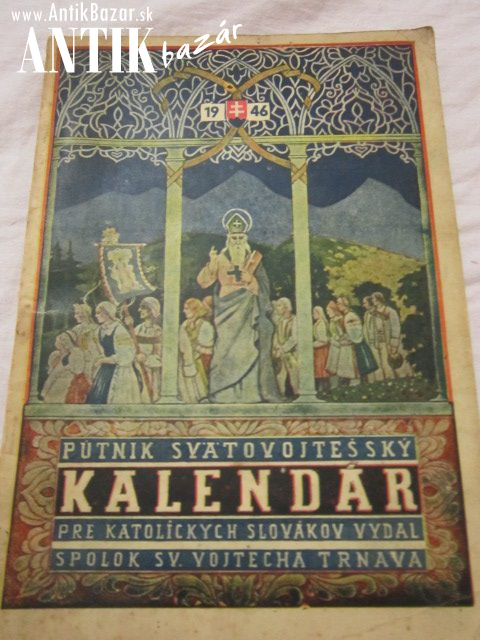 www.AntikBazar.sk
ANTIK bazár
19 46
PÚTNIK SVÄTOVOJTEŠSKÝ
KALENDÁR
PRE KATOLÍCKYCH SLOVÁKOV VYDAL
SPOLOK SV. VOJTECHA TRNAVA